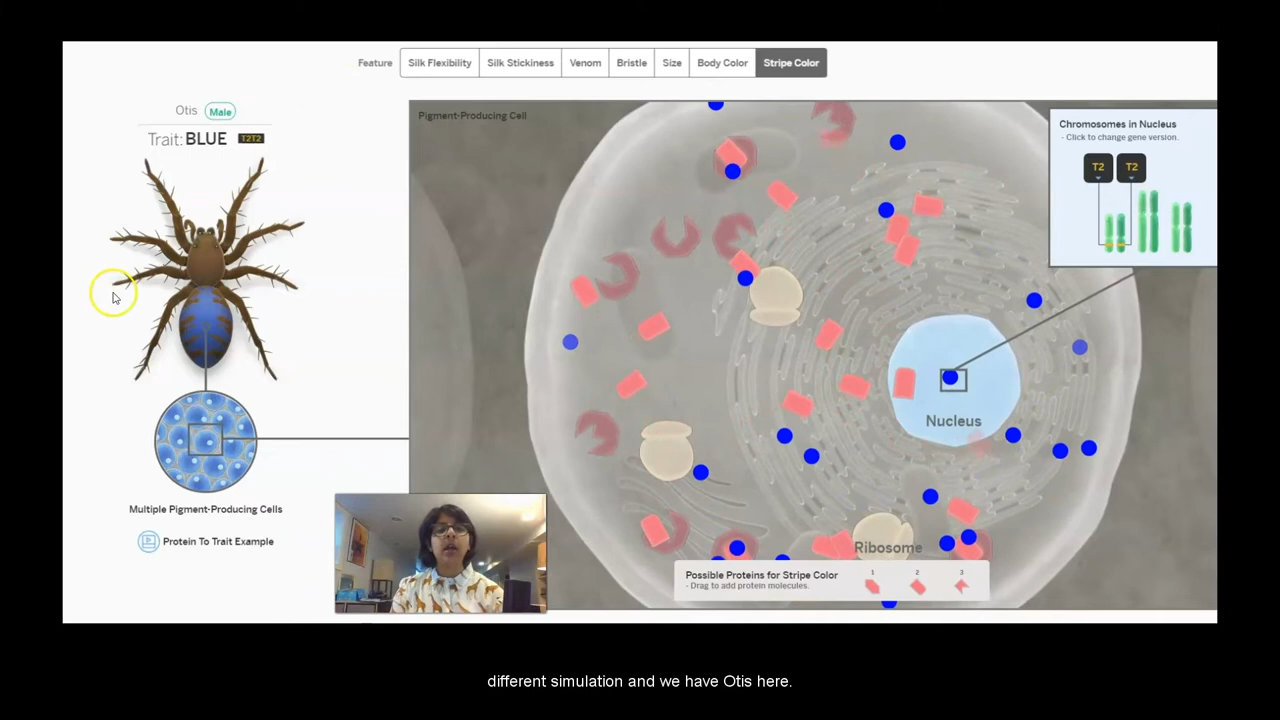 Feature Silk Flexibility Silk Stickiness Venom Bristle Size Body Color Stripe Color
Otis Male
Trait: BLUE T2T2
Pigment-Producing Cell
Chromosomes in Nucleus
- Click to change gene version.
T2 T2
Nucleus
Ribosome
Multiple Pigment-Producing Cells
Protein To Trait Example
Possible Proteins for Stripe Color 1 2 3
- Drag to add protein molecules.
different simulation and we have Otis here.